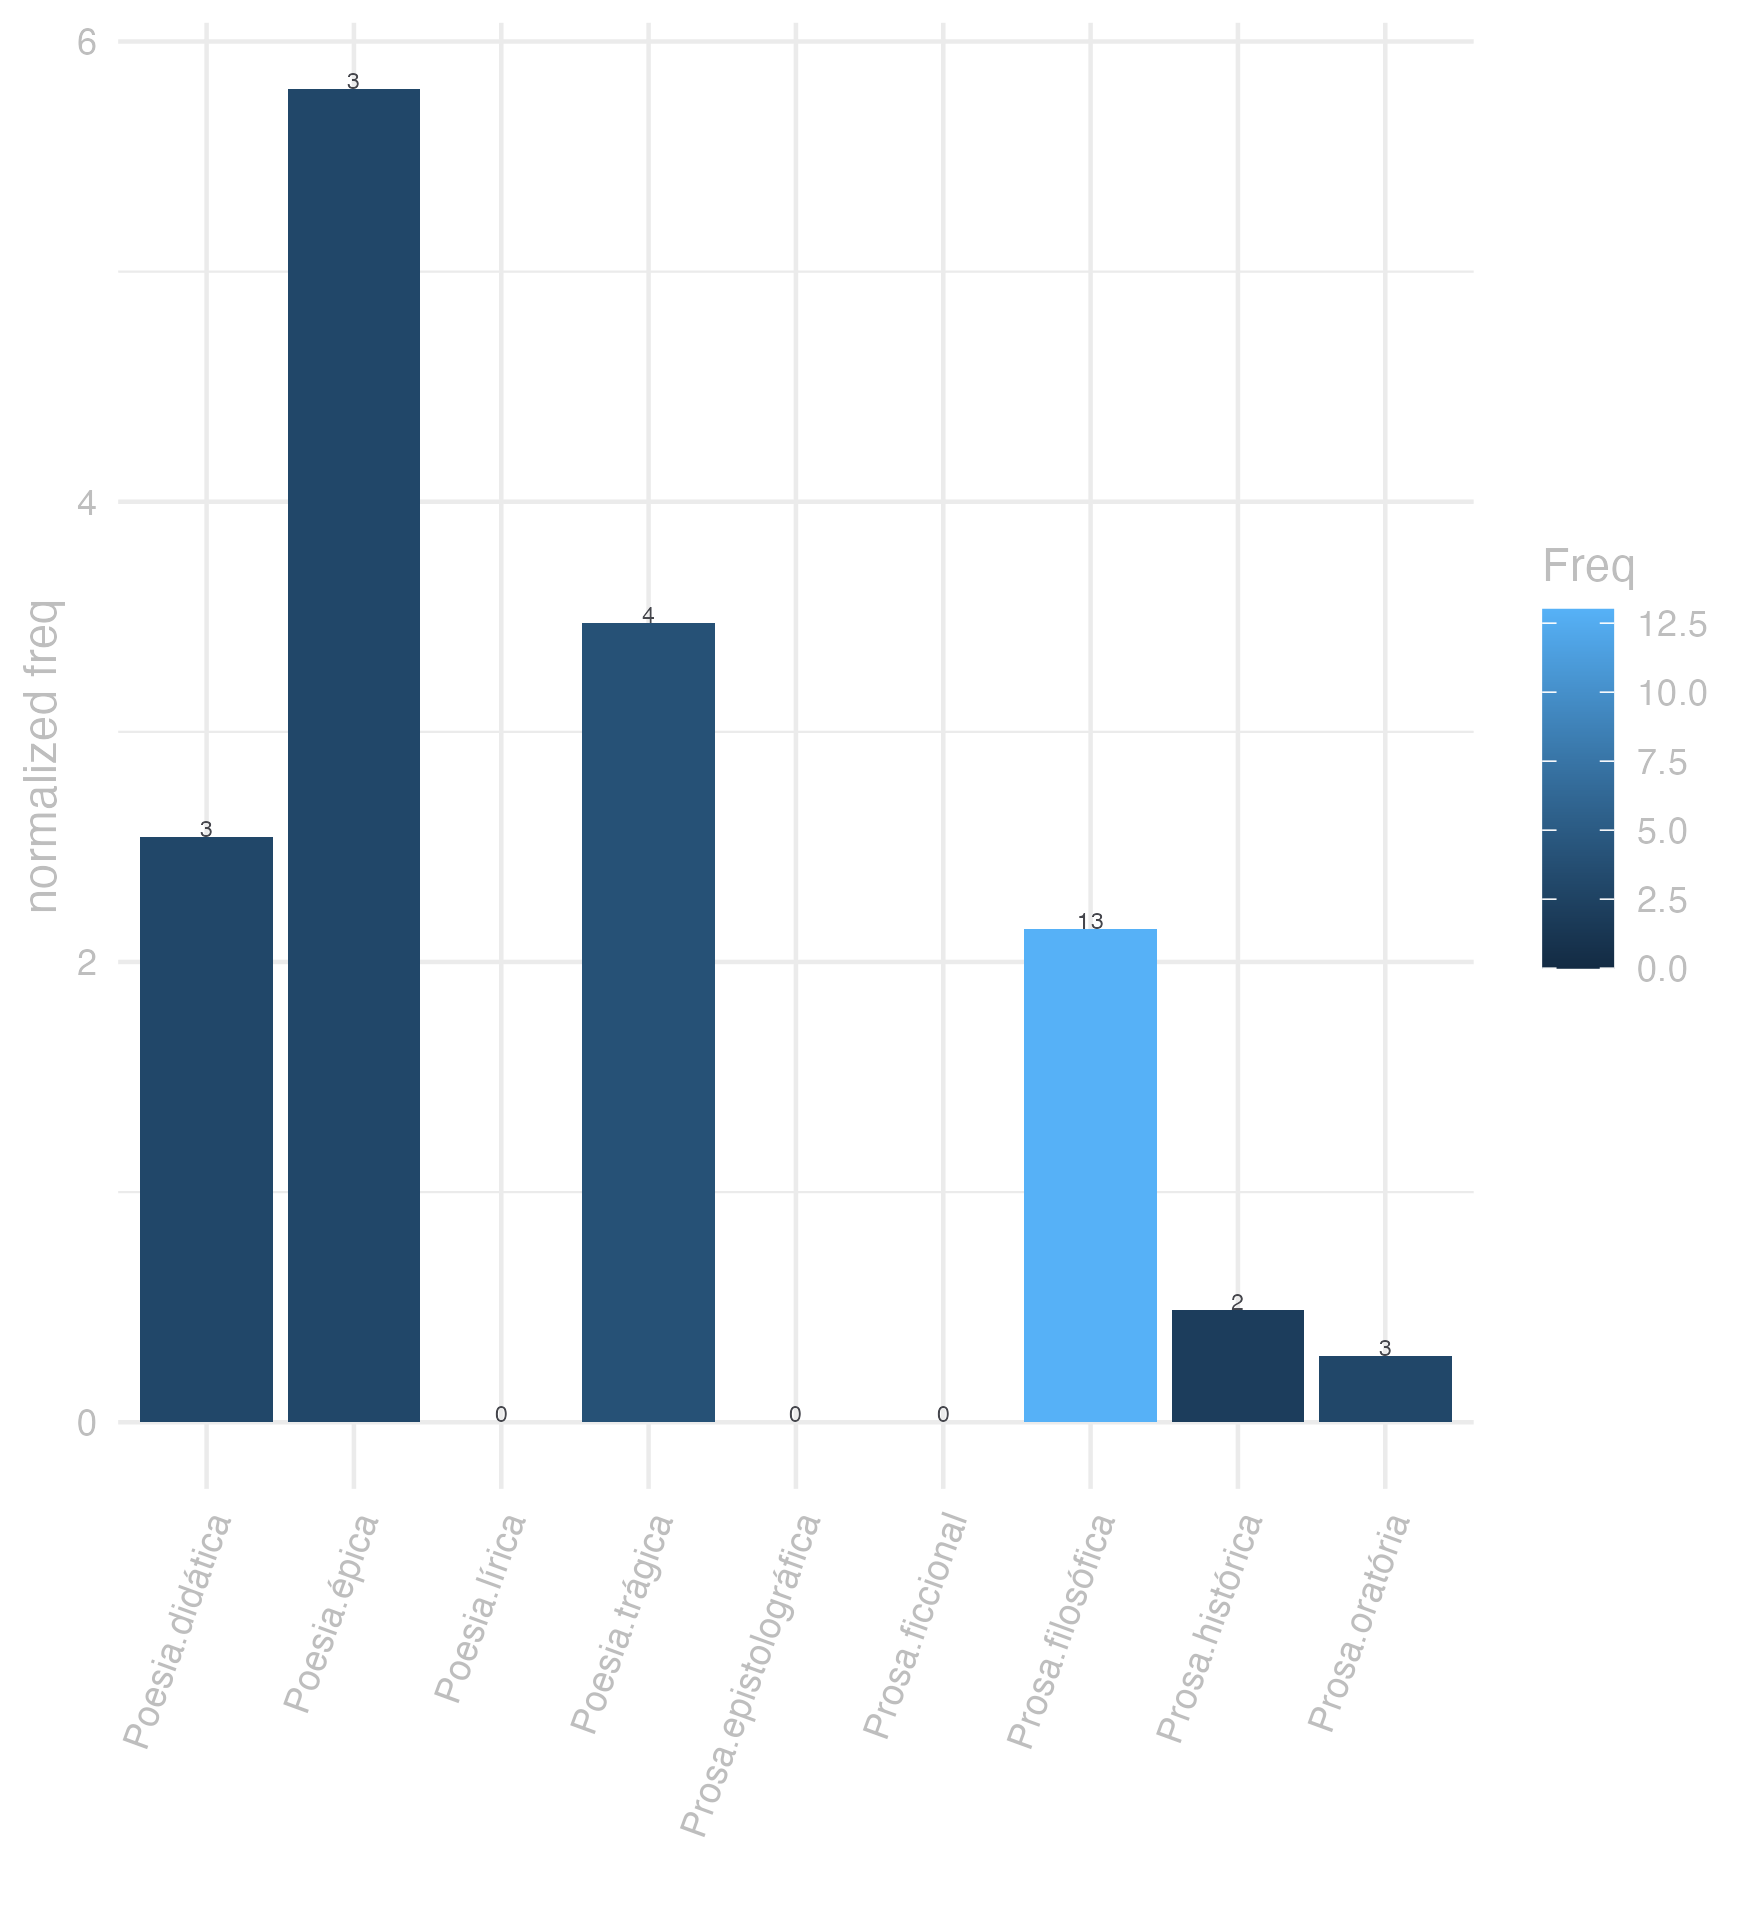 6
4
2
0
normalized freq
3
3
0
4
0
0
13
2
3
Poesia.didática
Poesia.épica
Poesia.lírica
Poesia.trágica
Prosa.epistolográfica
Prosa.ficcional
Prosa.filosófica
Prosa.histórica
Prosa.oratória
Freq
12.5
10.0
7.5
5.0
2.5
0.0